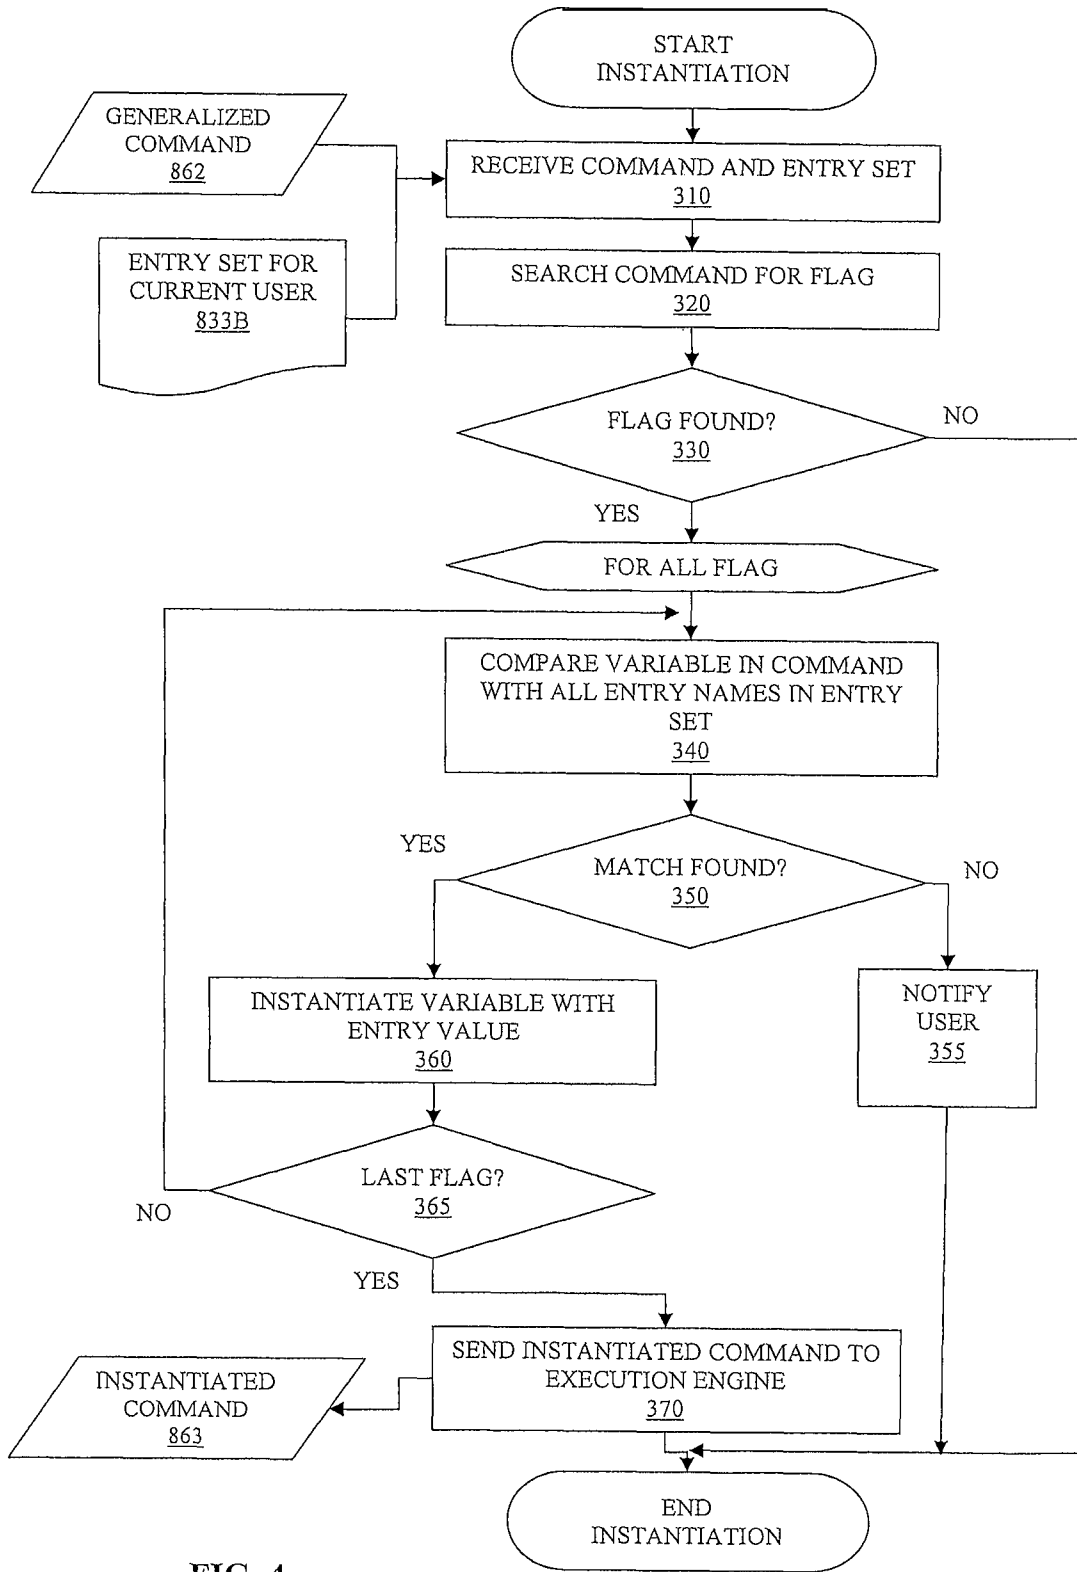 START
INSTANTIATION
GENERALIZED
COMMAND
862
RECEIVE COMMAND AND ENTRY SET
310
ENTRY SET FOR
CURRENT USER
833B
SEARCH COMMAND FOR FLAG
320
FLAG FOUND?
330
NO
YES
FOR ALL FLAG
COMPARE VARIABLE IN COMMAND
WITH ALL ENTRY NAMES IN ENTRY
SET
340
YES
MATCH FOUND?
350
NO
INSTANTIATE VARIABLE WITH
ENTRY VALUE
360
NOTIFY
USER
355
LAST FLAG?
365
NO
YES
SEND INSTANTIATED COMMAND TO
EXECUTION ENGINE
370
INSTANTIATED
COMMAND
863
END
INSTANTIATION
FIG. 4